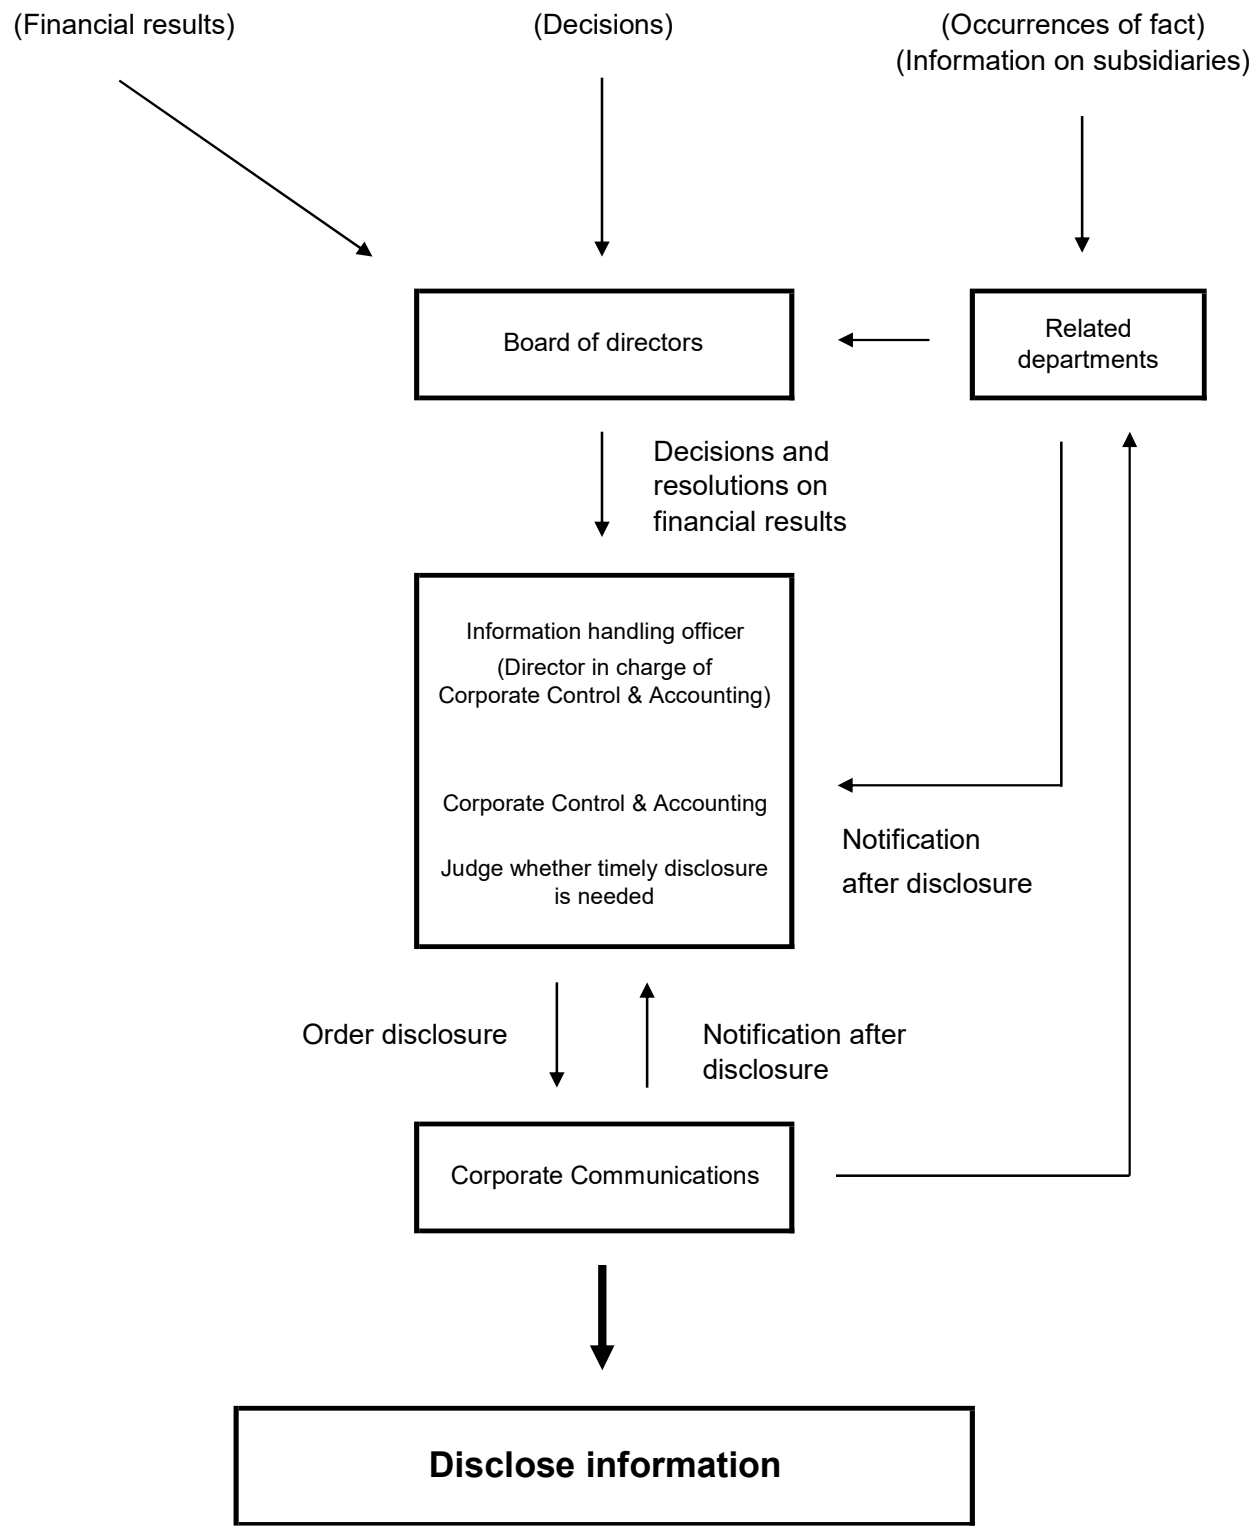 (Financial results)
(Decisions)
(Occurrences of fact)
(Information on subsidiaries)
Board of directors
Related
departments
Decisions and
resolutions on
financial results
Information handling officer
(Director in charge of
Corporate Control & Accounting)
Corporate Control & Accounting
Judge whether timely disclosure
is needed
Notification
after disclosure
Order disclosure
Notification after
disclosure
Corporate Communications
Disclose information